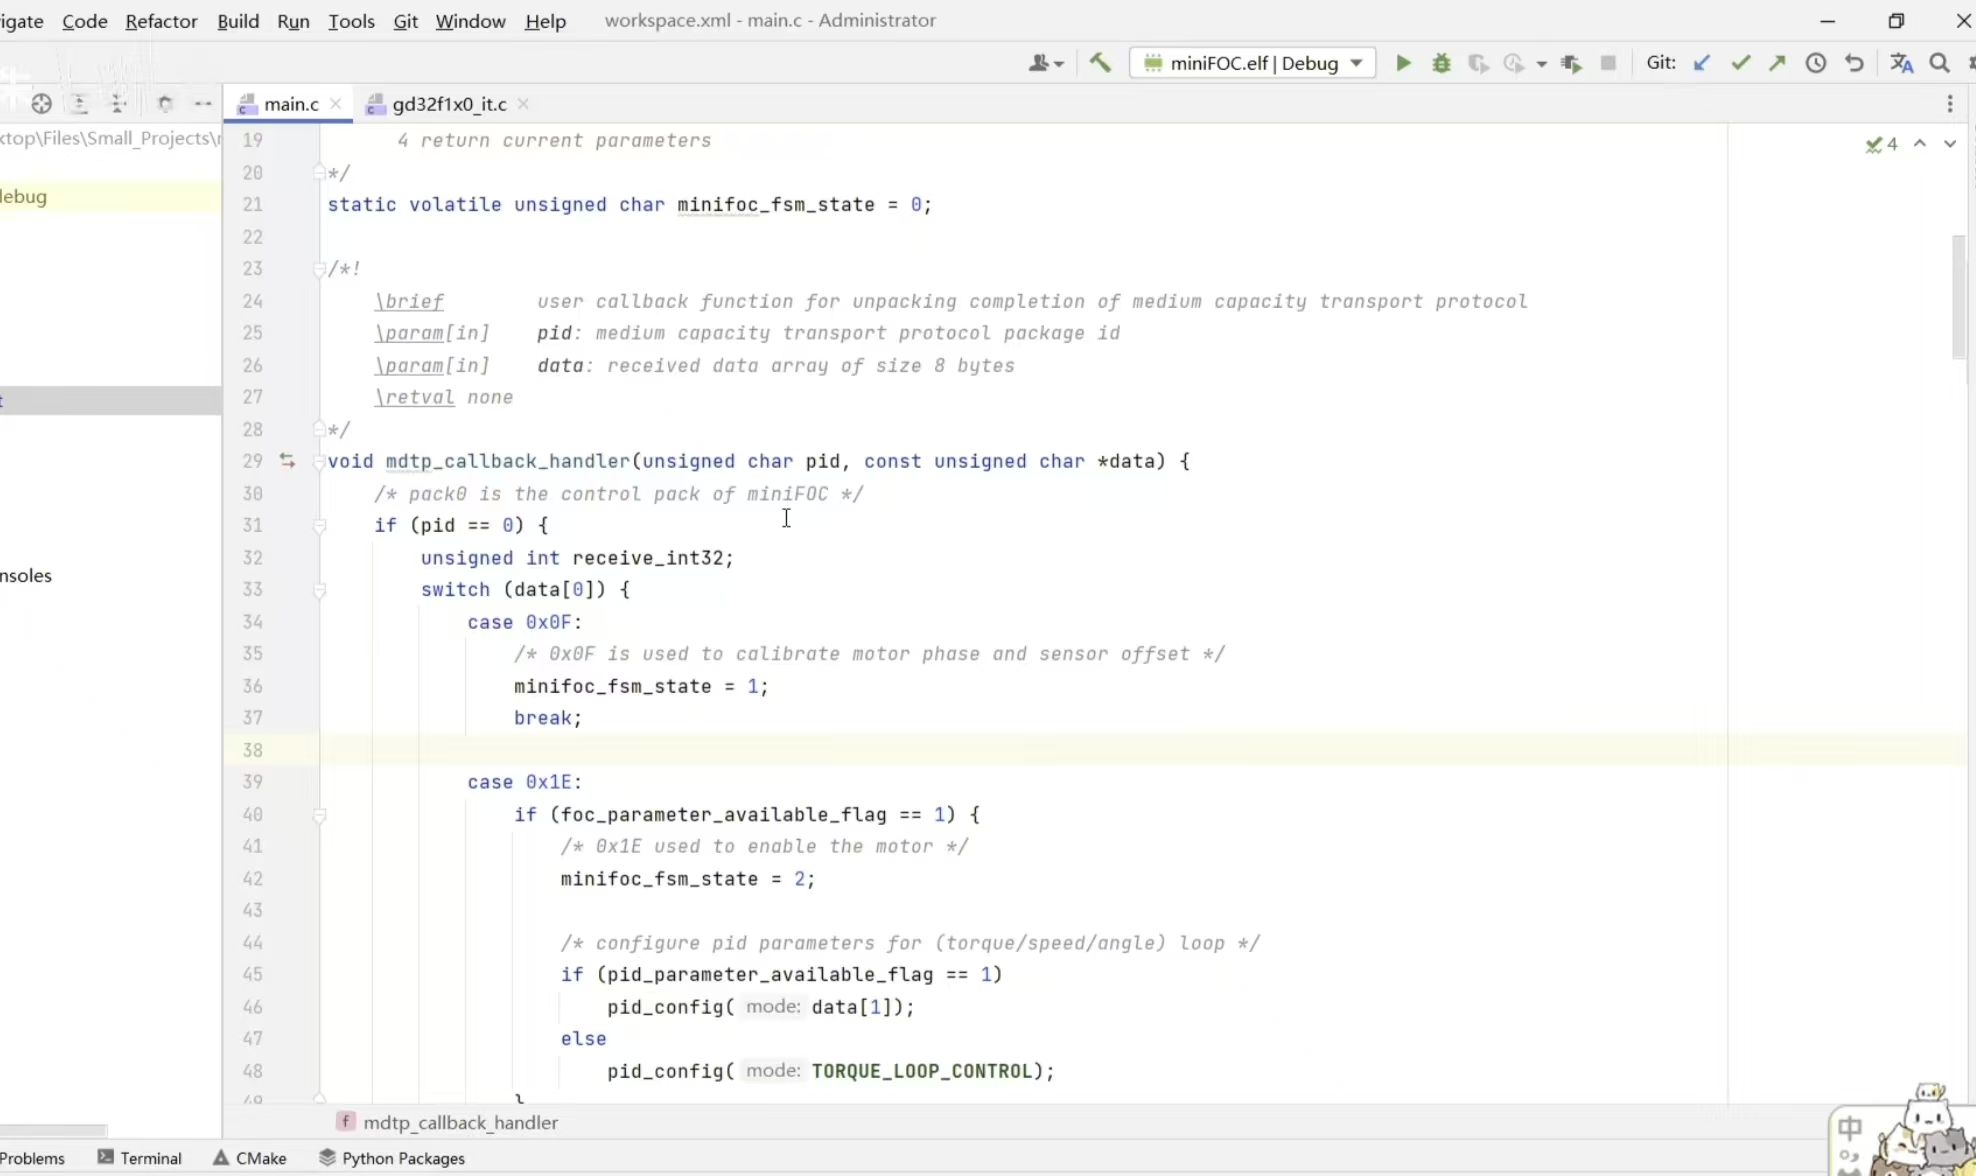 igate Code Refactor Build Run Tools Git Window Help workspace.xml - main.c - Administrator
miniFOC.elf | Debug Git:
main.c gd32f1x0_it.c
ktop\Files\Small_Projects\
debug
nsoles
4
19 4 return current parameters
20 */
21 static volatile unsigned char minifoc_fsm_state = 0;
22
23 /*!
24 \brief user callback function for unpacking completion of medium capacity transport protocol
25 \param[in] pid: medium capacity transport protocol package id
26 \param[in] data: received data array of size 8 bytes
27 \retval none
28 */
29 void mdtp_callback_handler(unsigned char pid, const unsigned char *data) {
30 /* pack0 is the control pack of miniFOC */
31 if (pid == 0) {
32 unsigned int receive_int32;
33 switch (data[0]) {
34 case 0x0F:
35 /* 0x0F is used to calibrate motor phase and sensor offset */
36 minifoc_fsm_state = 1;
37 break;
38
39 case 0x1E:
40 if (foc_parameter_available_flag == 1) {
41 /* 0x1E used to enable the motor */
42 minifoc_fsm_state = 2;
43
44 /* configure pid parameters for (torque/speed/angle) loop */
45 if (pid_parameter_available_flag == 1)
46 pid_config( mode: data[1]);
47 else
48 pid_config( mode: TORQUE_LOOP_CONTROL);
49 }
f mdtp_callback_handler
Problems Terminal CMake Python Packages
中